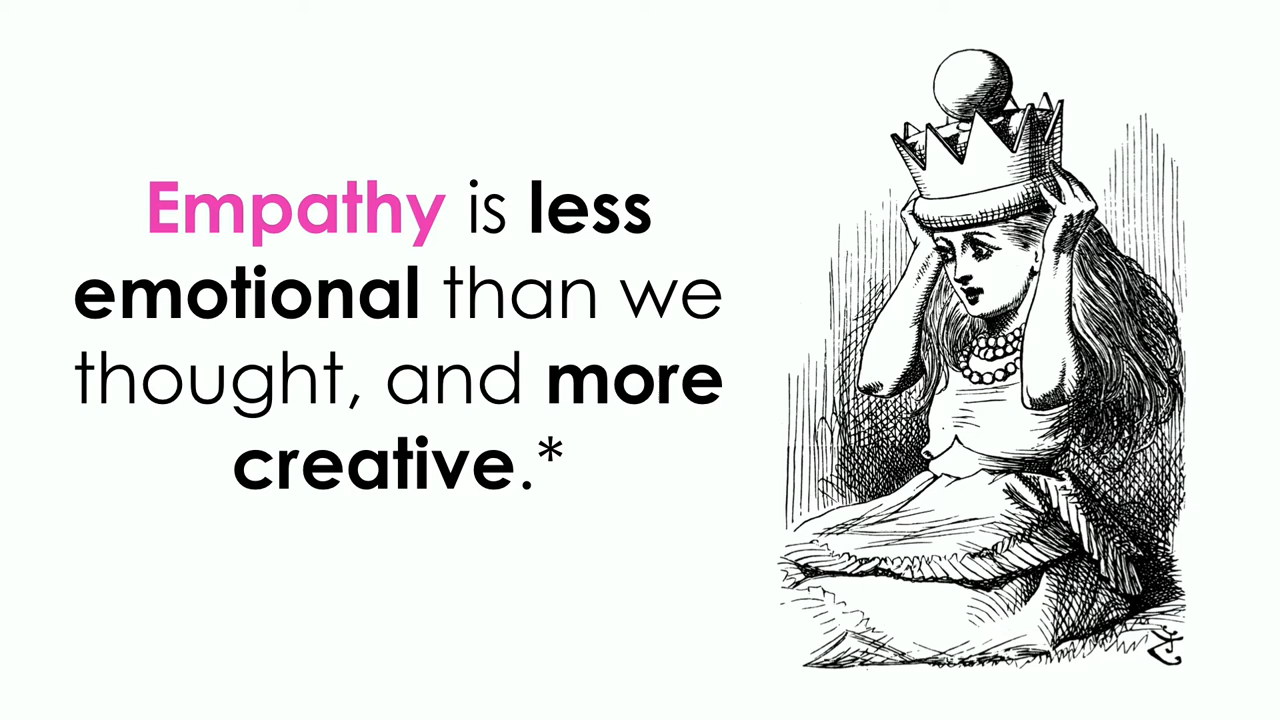 Empathy is less
emotional than we
thought, and more
creative.*